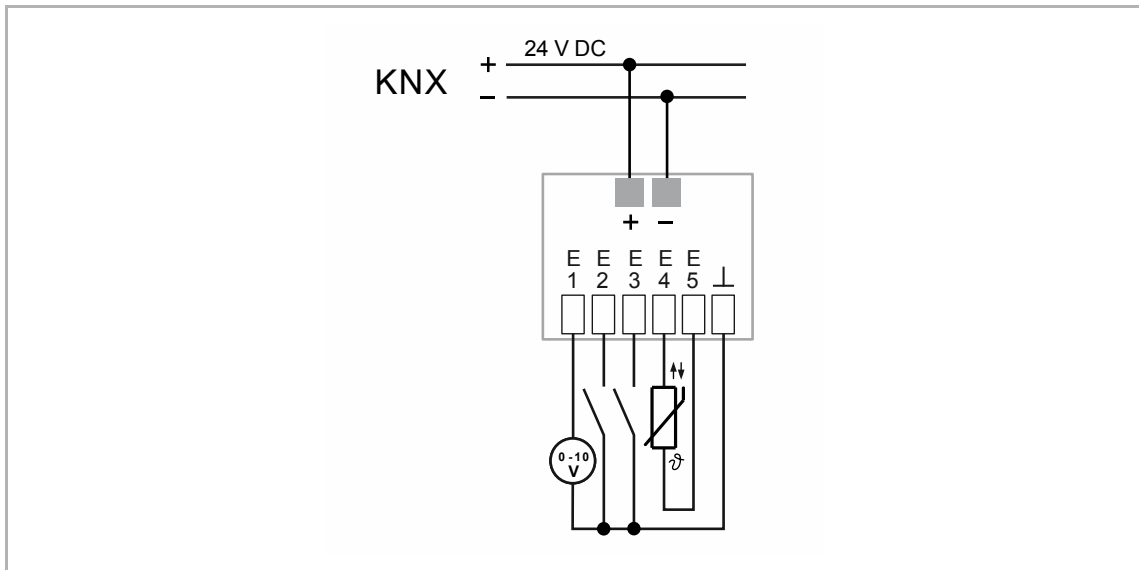 24 V DC
KNX + −
+ −
E E E E E
1 2 3 4 5 ⊥
0-10
V
ϑ